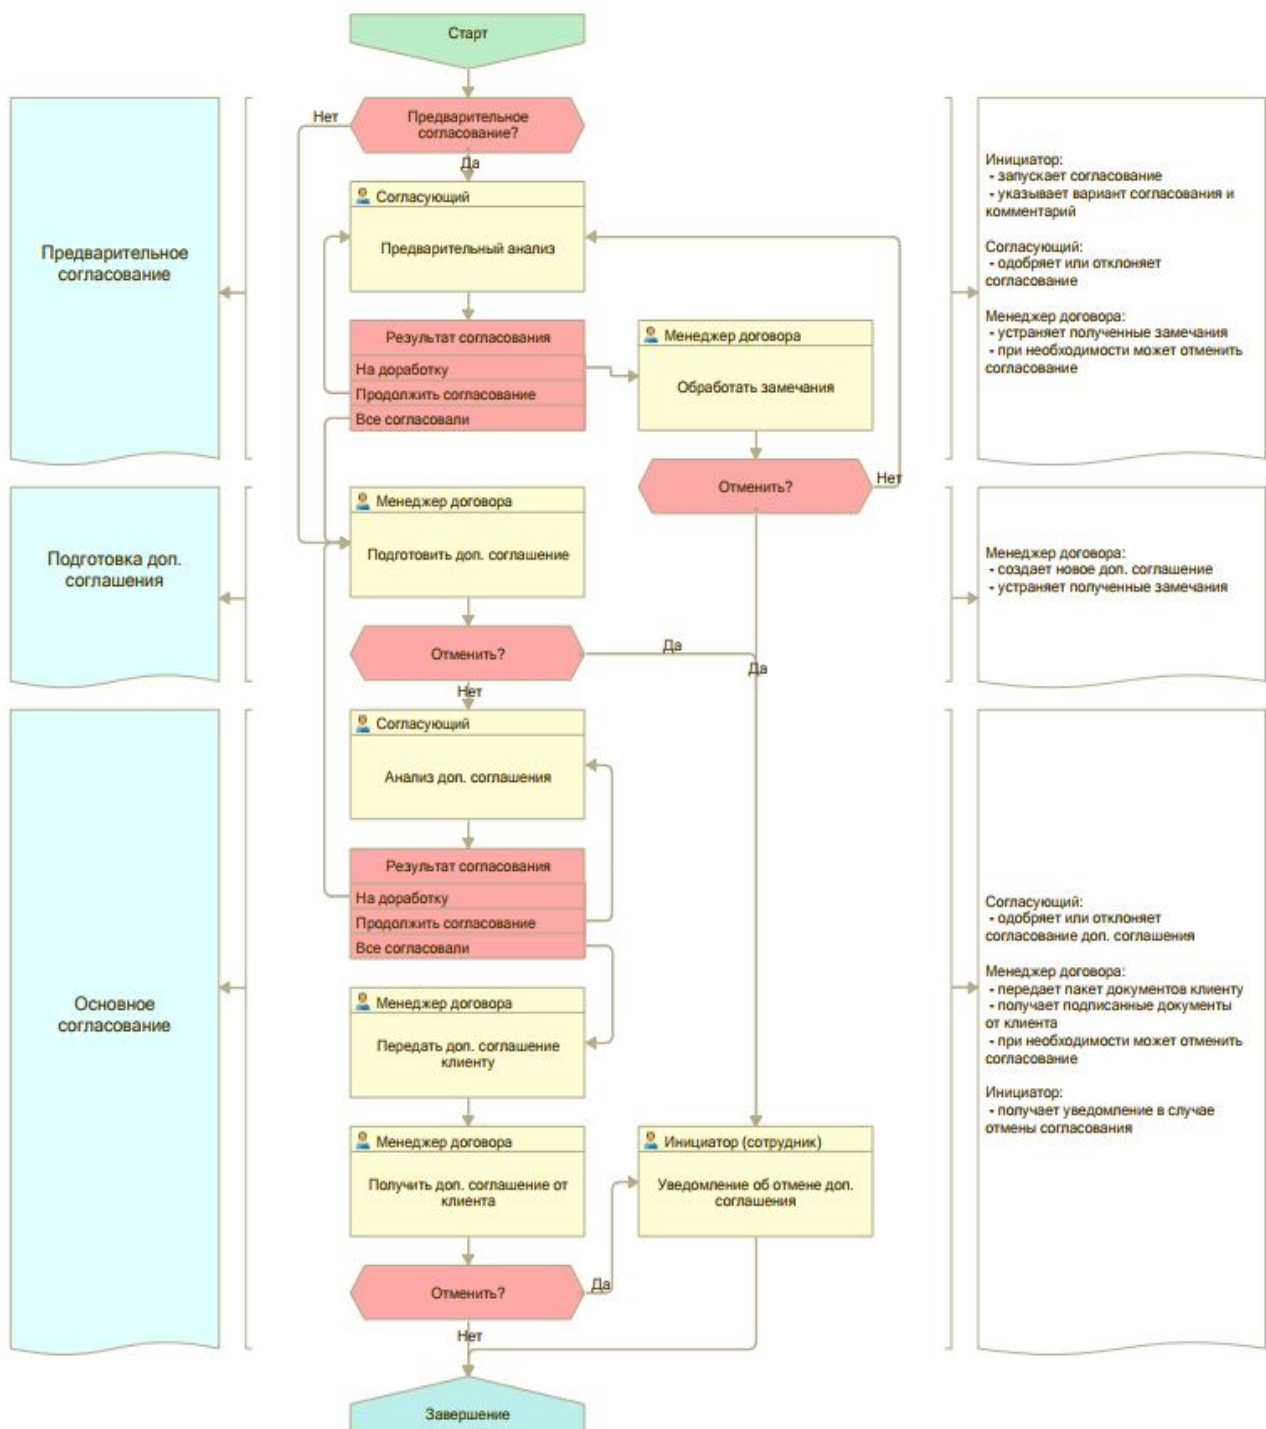 Старт
Предварительное
согласование
Нет
Предварительное
согласование?
Да
Согласующий
Предварительный анализ
Результат согласования
На доработку
Продолжить согласование
Все согласовали
Менеджер договора
Обработать замечания
Отменить?
Нет
Да
Инициатор:
- запускает согласование
- указывает вариант согласования и
комментарий
Согласующий:
- одобряет или отклоняет
согласование
Менеджер договора:
- устраняет полученные замечания
- при необходимости может отменить
согласование
Подготовка доп.
соглашения
Менеджер договора
Подготовить доп. соглашение
Отменить?
Да
Нет
Менеджер договора:
- создает новое доп. соглашение
- устраняет полученные замечания
Основное
согласование
Согласующий
Анализ доп. соглашения
Результат согласования
На доработку
Продолжить согласование
Все согласовали
Менеджер договора
Передать доп. соглашение
клиенту
Менеджер договора
Получить доп. соглашение от
клиента
Отменить?
Да
Нет
Инициатор (сотрудник)
Уведомление об отмене доп.
соглашения
Согласующий:
- одобряет или отклоняет
согласование доп. соглашения
Менеджер договора:
- передает пакет документов клиенту
- получает подписанные документы
от клиента
- при необходимости может отменить
согласование
Инициатор:
- получает уведомление в случае
отмены согласования
Завершение